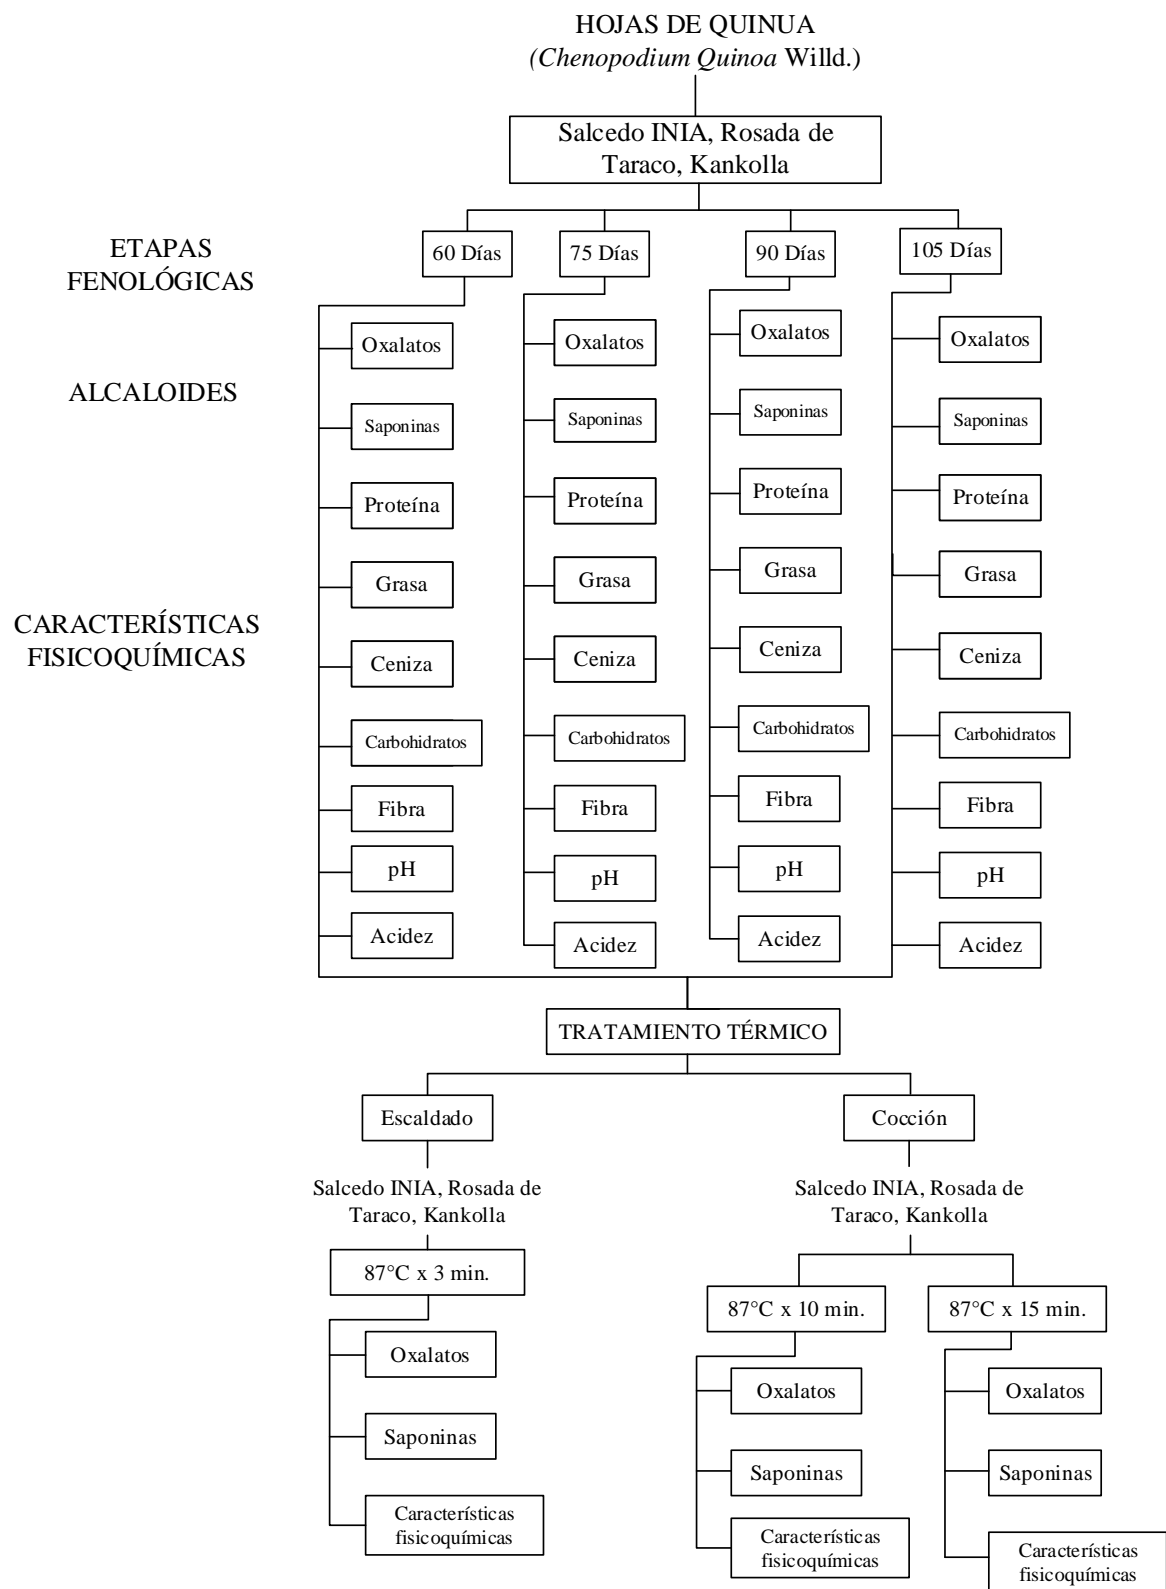 HOJAS DE QUINUA
(Chenopodium Quinoa Willd.)
Salcedo INIA, Rosada de
Taraco, Kankolla
ETAPAS
FENOLÓGICAS
60 Días
75 Días
90 Días
105 Días
ALCALOIDES
CARACTERÍSTICAS
FISICOQUÍMICAS
Oxalatos
Saponinas
Proteína
Grasa
Ceniza
Carbohidratos
Fibra
pH
Acidez
Oxalatos
Saponinas
Proteína
Grasa
Ceniza
Carbohidratos
Fibra
pH
Acidez
Oxalatos
Saponinas
Proteína
Grasa
Ceniza
Carbohidratos
Fibra
pH
Acidez
Oxalatos
Saponinas
Proteína
Grasa
Ceniza
Carbohidratos
Fibra
pH
Acidez
TRATAMIENTO TÉRMICO
Escaldado
Salcedo INIA, Rosada de
Taraco, Kankolla
87°C x 3 min.
Oxalatos
Saponinas
Características
fisicoquímicas
Cocción
Salcedo INIA, Rosada de
Taraco, Kankolla
87°C x 10 min.
Oxalatos
Saponinas
Características
fisicoquímicas
87°C x 15 min.
Oxalatos
Saponinas
Características
fisicoquímicas